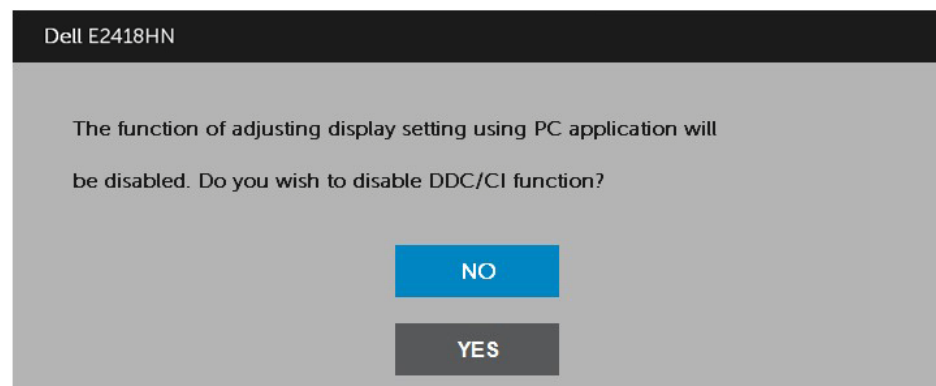 Dell E2418HN
The function of adjusting display setting using PC application will
be disabled. Do you wish to disable DDC/CI function?
NO
YES